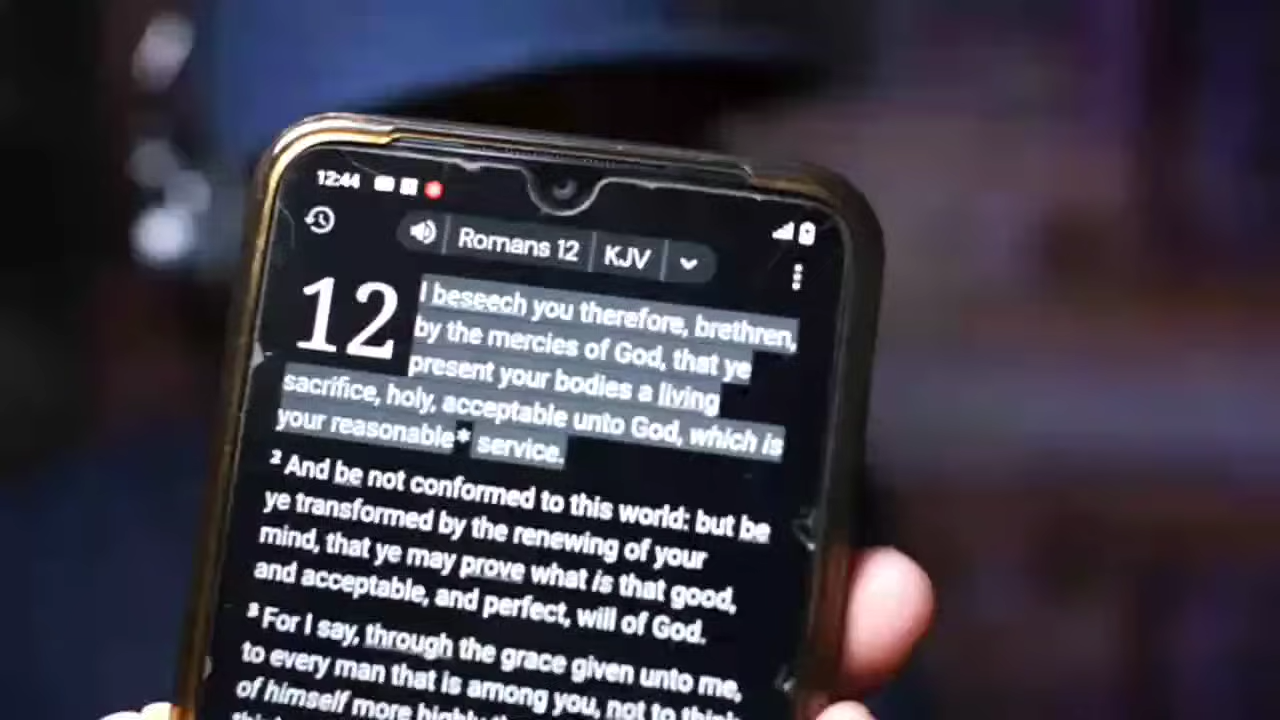 12:44
Romans 12 KJV
12 I beseech you therefore, brethren,
by the mercies of God, that ye
present your bodies a living
sacrifice, holy, acceptable unto God, which is
your reasonable* service.
2 And be not conformed to this world: but be
ye transformed by the renewing of your
mind, that ye may prove what is that good,
and acceptable, and perfect, will of God.
3 For I say, through the grace given unto me,
to every man that is among you, not to think
of himself more highly